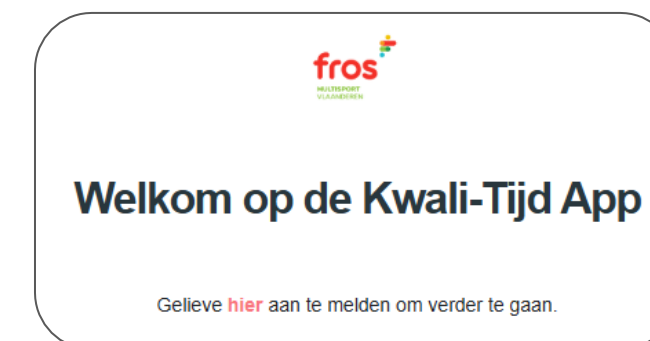 fros
MULTISPORT
VLAANDEREN
Welkom op de Kwali-Tijd App
Gelieve hier aan te melden om verder te gaan.